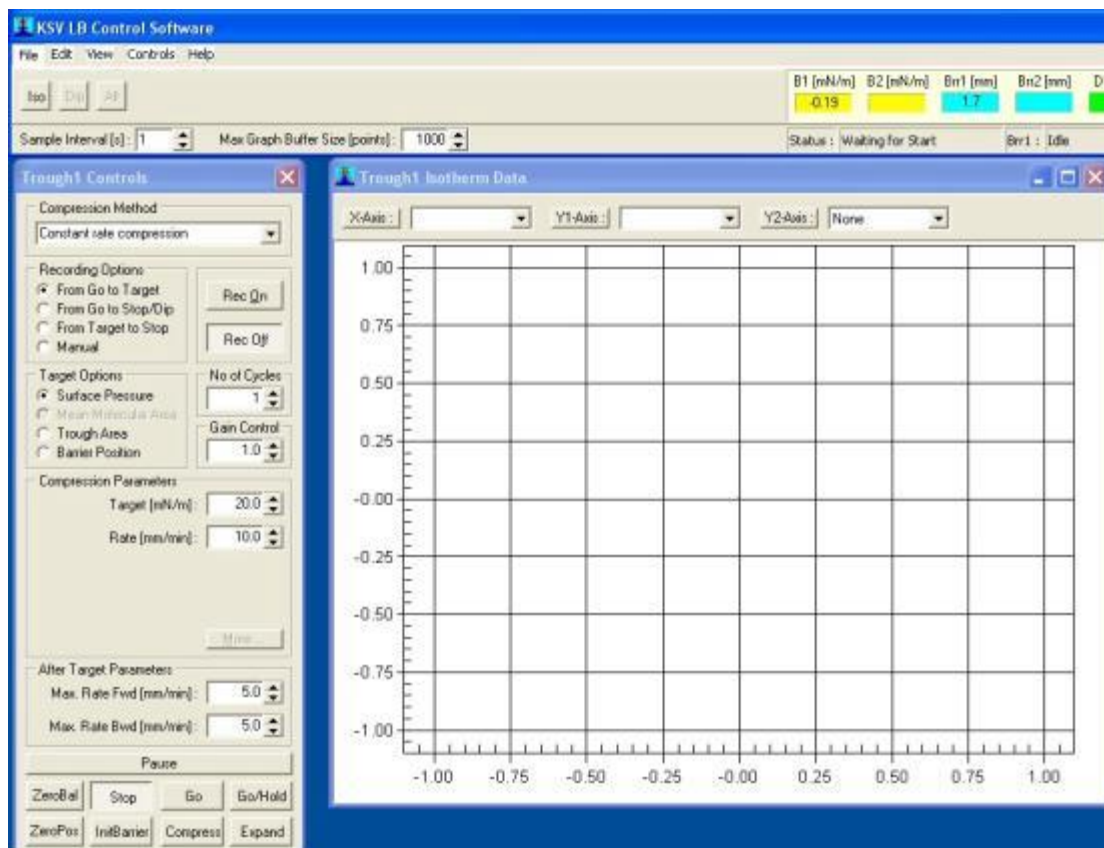 KSV LB Control Software
File Edit View Controls Help
Iso Dip AF
B1 [mN/m] B2 [mN/m] Brr1 [mm] Brr2 [mm] D
-0.19 1.7
Sample Interval [s] : 1 Max Graph Buffer Size [points] : 1000 Status : Waiting for Start Brr1 : Idle
Trough1 Controls
Compression Method
Constant rate compression
Recording Options
From Go to Target
From Go to Stop/Dip
From Target to Stop
Manual
Rec On
Rec Off
Target Options
Surface Pressure
Mean Molecular Area
Trough Area
Barrier Position
No of Cycles
1
Gain Control
1.0
Compression Parameters
Target [mN/m] : 20.0
Rate [mm/min] : 10.0
More ...
After Target Parameters
Max. Rate Fwd [mm/min] : 5.0
Max. Rate Bwd [mm/min] : 5.0
Pause
ZeroBal Stop Go Go/Hold
ZeroPos InitBarrier Compress Expand
Trough1 Isotherm Data
X-Axis : Y1-Axis : Y2-Axis : None
1.00
0.75
0.50
0.25
-0.00
-0.25
-0.50
-0.75
-1.00
-1.00 -0.75 -0.50 -0.25 -0.00 0.25 0.50 0.75 1.00